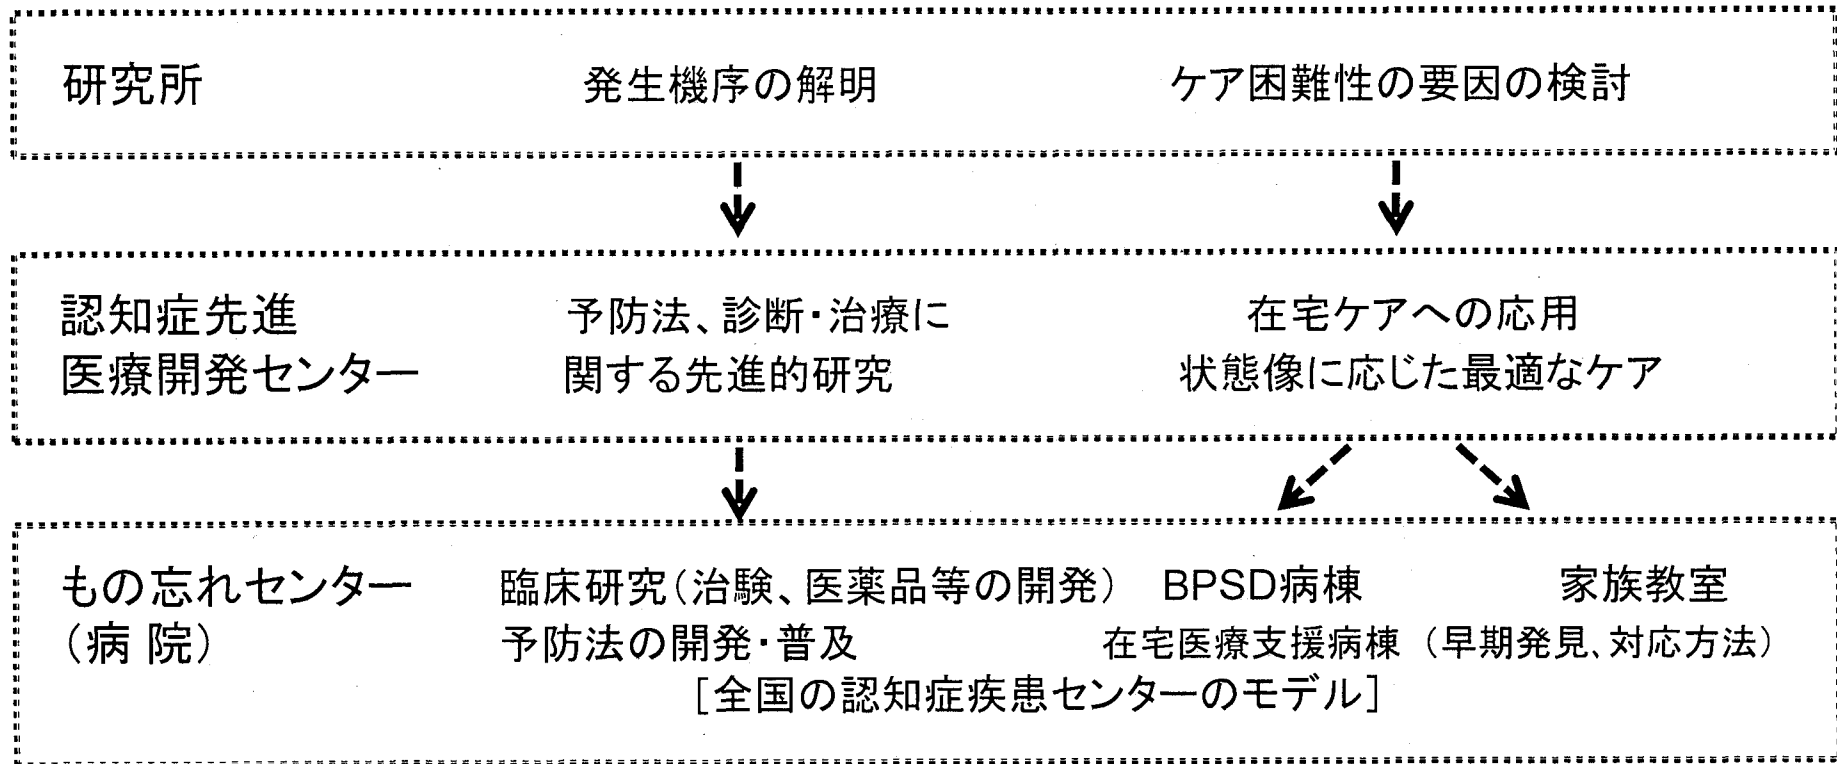 研究所 発生機序の解明 ケア困難性の要因の検討
認知症先進 予防法、診断・治療に 在宅ケアへの応用
医療開発センター 関する先進的研究 状態像に応じた最適なケア
もの忘れセンター 臨床研究(治験、医薬品等の開発) BPSD病棟 家族教室
(病 院) 予防法の開発・普及 在宅医療支援病棟 (早期発見、対応方法)
[全国の認知症疾患センターのモデル]